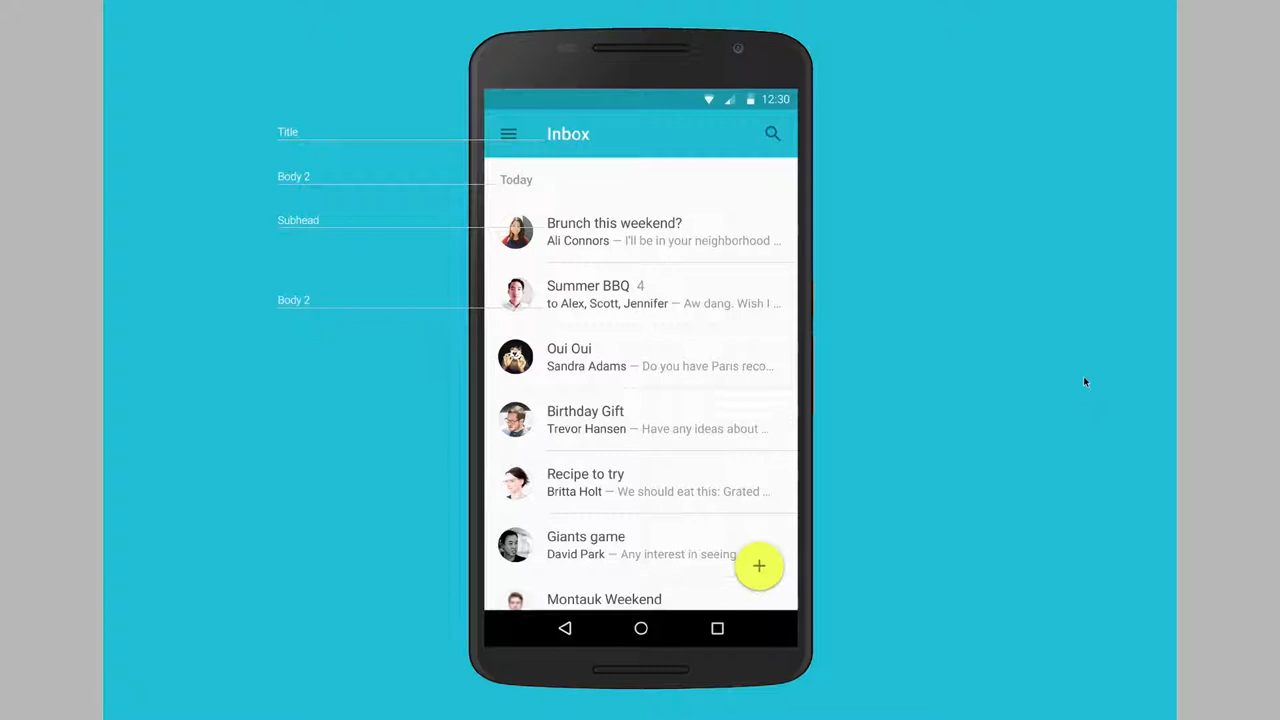 12:30
Title
Inbox
Body 2
Today
Subhead
Brunch this weekend?
Ali Connors — I'll be in your neighborhood ...
Summer BBQ 4
Body 2
to Alex, Scott, Jennifer — Aw dang. Wish I ...
Oui Oui
Sandra Adams — Do you have Paris reco...
Birthday Gift
Trevor Hansen — Have any ideas about ...
Recipe to try
Britta Holt — We should eat this: Grated ...
Giants game
David Park — Any interest in seeing
+
Montauk Weekend